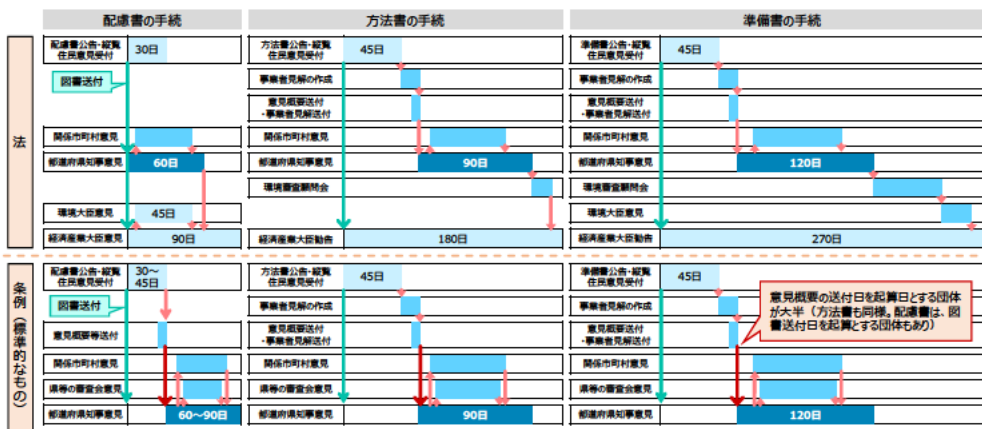 配慮書の手続
方法書の手続
準備書の手続
法
配慮書公告・縦覧
住民意見受付
30日
図書送付
関係市町村意見
都道府県知事意見
60日
環境大臣意見
45日
経済産業大臣意見
90日
方法書公告・縦覧
住民意見受付
45日
事業者見解の作成
意見概要送付
・事業者見解送付
関係市町村意見
都道府県知事意見
90日
環境審査顧問会
経済産業大臣勧告
180日
準備書公告・縦覧
住民意見受付
45日
事業者見解の作成
意見概要送付
・事業者見解送付
関係市町村意見
都道府県知事意見
120日
環境審査顧問会
環境大臣意見
経済産業大臣勧告
270日
条例(標準的なもの)
配慮書公告・縦覧
住民意見受付
30～
45日
図書送付
意見概要等送付
関係市町村意見
県等の審査会意見
都道府県知事意見
60～90日
方法書公告・縦覧
住民意見受付
45日
事業者見解の作成
意見概要送付
・事業者見解送付
関係市町村意見
県等の審査会意見
都道府県知事意見
90日
準備書公告・縦覧
住民意見受付
45日
事業者見解の作成
意見概要送付
・事業者見解送付
関係市町村意見
県等の審査会意見
都道府県知事意見
120日
意見概要の送付日を起算日とする団体
が大半（方法書も同様。配慮書は、図
書送付日を起算とする団体もあり）